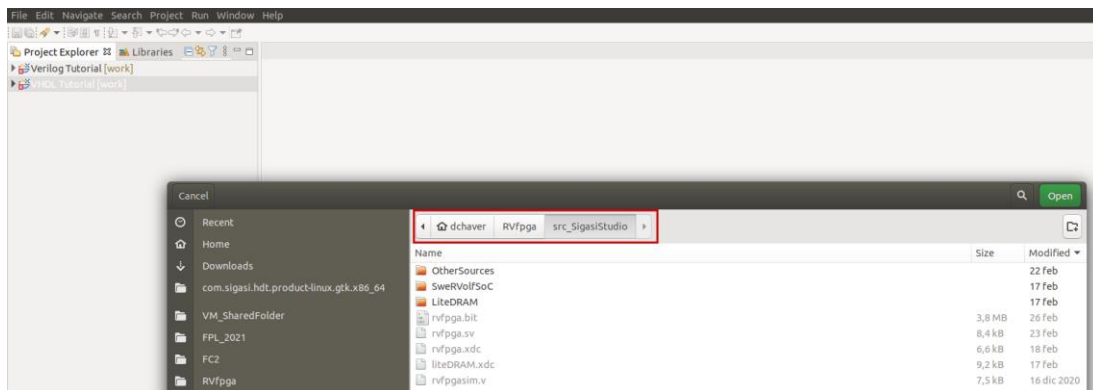 File Edit Navigate Search Project Run Window Help
Project Explorer Libraries
Verilog Tutorial [work]
VHDL Tutorial [work]
Cancel Open
Recent
Home
Downloads
com.sigasi.hdt.product-linux.gtk.x86_64
VM_SharedFolder
FPL_2021
FC2
RVfpga
dchaver RVfpga src_SigasiStudio
Name Size Modified
OtherSources 22 feb
SweRVolfSoC 17 feb
LiteDRAM 17 feb
rvfpga.bit 3,8 MB 26 feb
rvfpga.sv 8,4 kB 23 feb
rvfpga.xdc 6,6 kB 18 feb
liteDRAM.xdc 9,2 kB 17 feb
rvfpgasim.v 7,5 kB 16 dic 2020